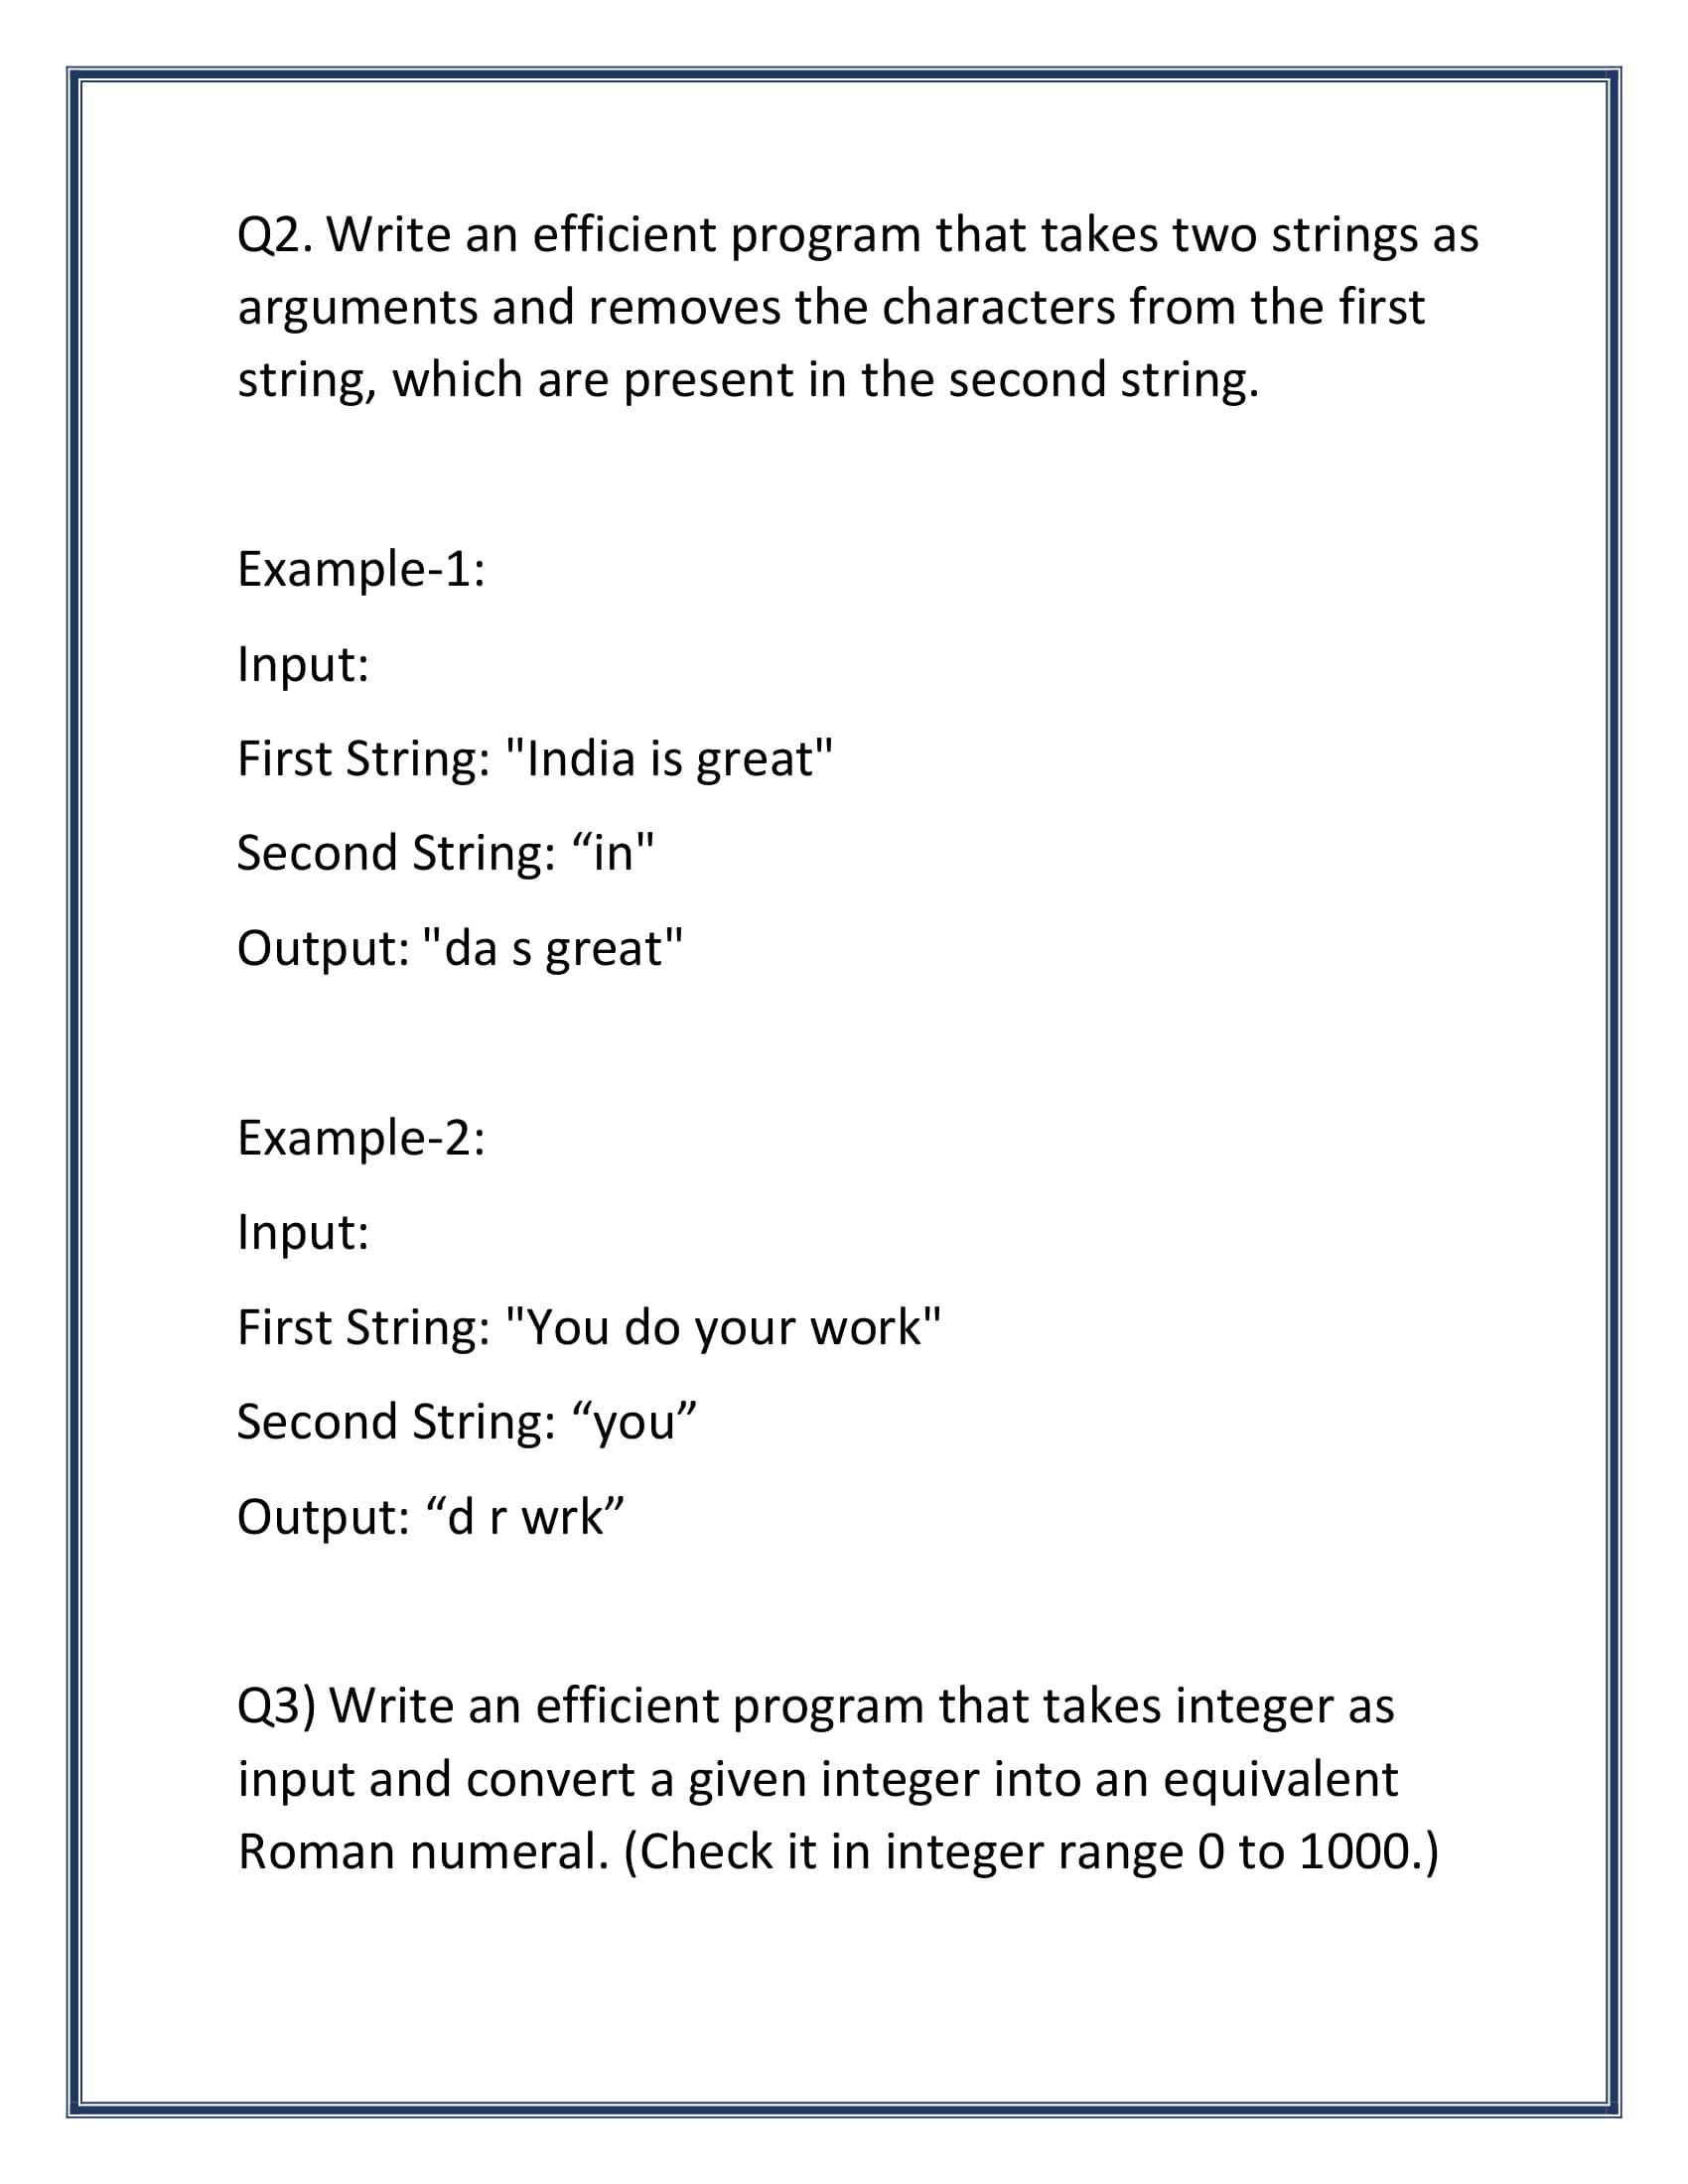 Q2. Write an efficient program that takes two strings as
arguments and removes the characters from the first
string, which are present in the second string.
Example-1:
Input:
First String: "India is great"
Second String: “in"
Output: "da s great"
Example-2:
Input:
First String: "You do your work"
Second String: “you”
Output: “d r wrk”
Q3) Write an efficient program that takes integer as
input and convert a given integer into an equivalent
Roman numeral. (Check it in integer range 0 to 1000.)